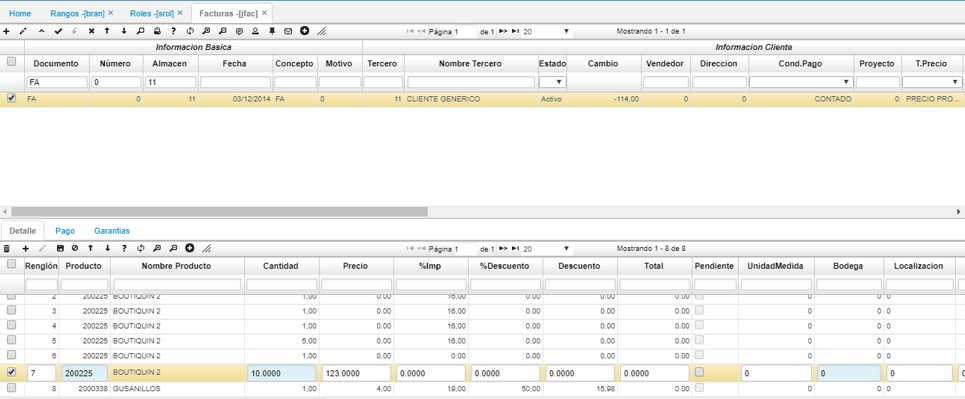 Home Rangos -[bran] × Roles -[srol] × Facturas -[jfac] ×
Página 1 de 1 20 Mostrando 1 - 1 de 1
Informacion Basica Informacion Cliente
Documento Número Almacen Fecha Concepto Motivo Tercero Nombre Tercero Estado Cambio Vendedor Direccion Cond.Pago Proyecto T.Precio
FA 0 11
FA 0 11 03/12/2014 FA 0 11 CLIENTE GENERICO Activo -114,00 0 0 CONTADO 0 PRECIO PRO...
Detalle Pago Garantias
Página 1 de 1 20 Mostrando 1 - 8 de 8
Renglón Producto Nombre Producto Cantidad Precio %Imp %Descuento Descuento Total Pendiente UnidadMedida Bodega Localizacion
2 200225 BOUTIQUIN 2 1,00 0.00 16,00 0.00 0.00 0.00 0 0 0
3 200225 BOUTIQUIN 2 1,00 0.00 16,00 0.00 0.00 0.00 0 0 0
4 200225 BOUTIQUIN 2 1,00 0.00 16,00 0.00 0.00 0.00 0 0 0
5 200225 BOUTIQUIN 2 5,00 0.00 16,00 0.00 0.00 0.00 0 0 0
6 200225 BOUTIQUIN 2 1,00 0.00 0.00 0.00 0.00 0.00 0 0 0
7 200225 BOUTIQUIN 2 10.0000 123.0000 0.0000 0.0000 0.0000 0.0000 0 0 0
8 2000338 GUSANILLOS 1,00 4,00 19,00 50,00 15,98 0.00 0 0 0